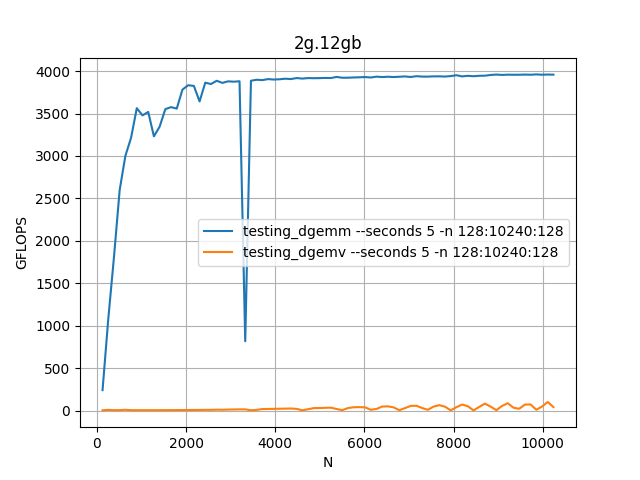 2g.12gb
4000
3500
3000
2500
2000
1500
1000
500
0
GFLOPS
testing_dgemm --seconds 5 -n 128:10240:128
testing_dgemv --seconds 5 -n 128:10240:128
0 2000 4000 6000 8000 10000
N